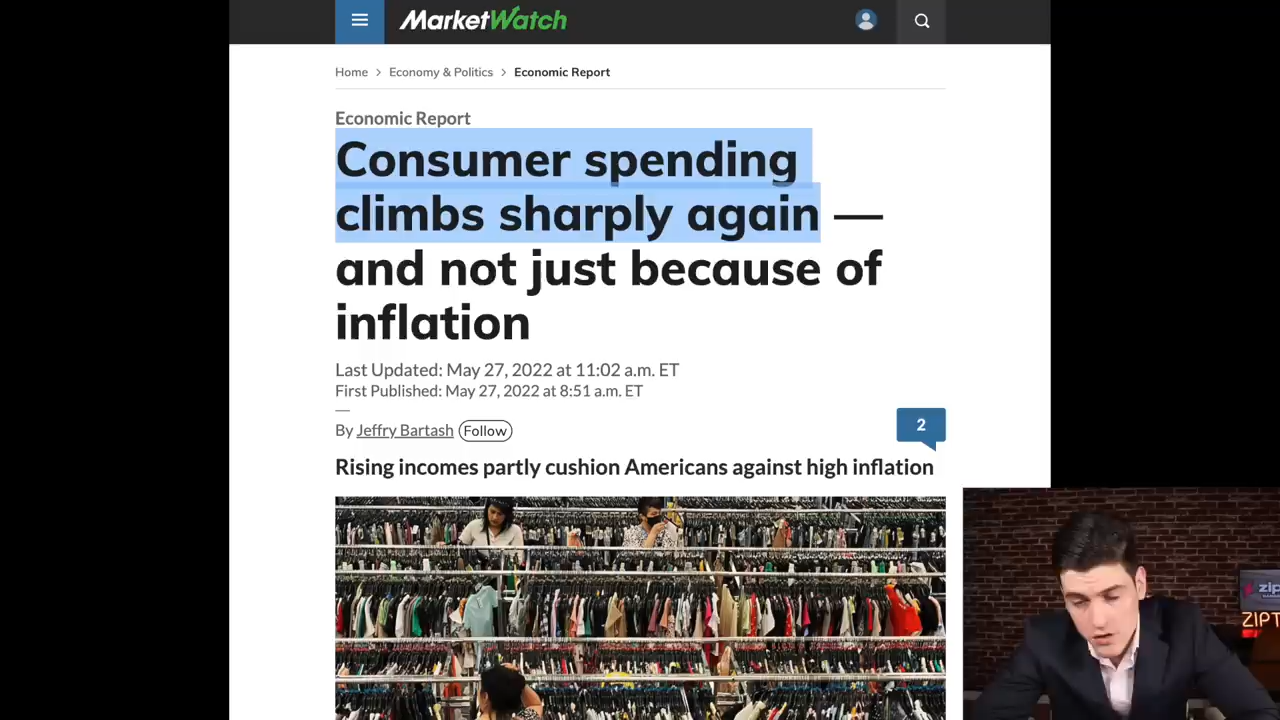 MarketWatch
Home > Economy & Politics > Economic Report
Economic Report
Consumer spending
climbs sharply again —
and not just because of
inflation
Last Updated: May 27, 2022 at 11:02 a.m. ET
First Published: May 27, 2022 at 8:51 a.m. ET
—
By Jeffry Bartash Follow
2
Rising incomes partly cushion Americans against high inflation
zip
ZIPT